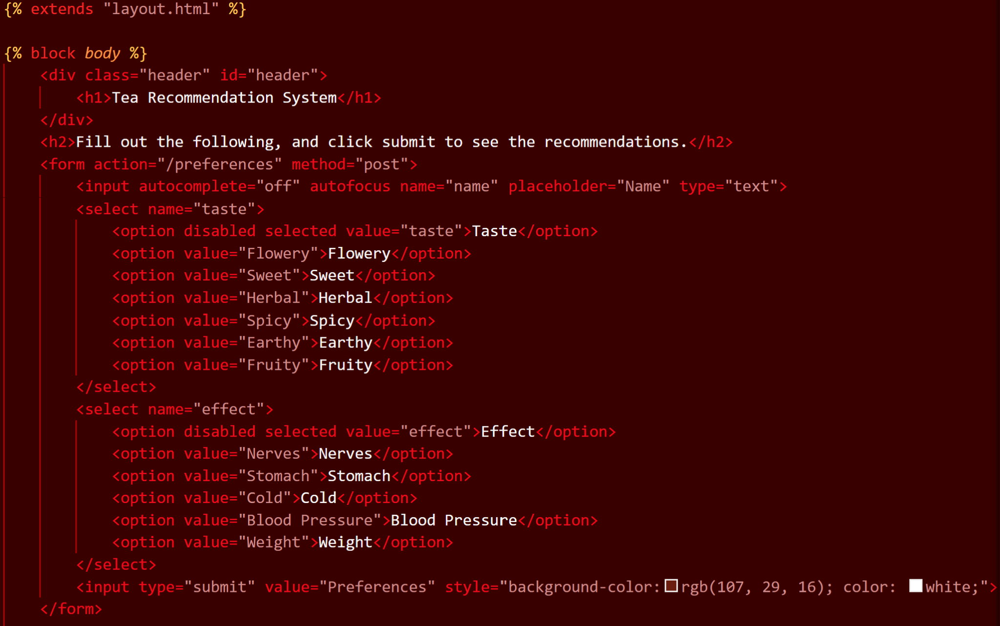 {% extends "layout.html" %}
{% block body %}
<div class="header" id="header">
<h1>Tea Recommendation System</h1>
</div>
<h2>Fill out the following, and click submit to see the recommendations.</h2>
<form action="/preferences" method="post">
<input autocomplete="off" autofocus name="name" placeholder="Name" type="text">
<select name="taste">
<option disabled selected value="taste">Taste</option>
<option value="Flowery">Flowery</option>
<option value="Sweet">Sweet</option>
<option value="Herbal">Herbal</option>
<option value="Spicy">Spicy</option>
<option value="Earthy">Earthy</option>
<option value="Fruity">Fruity</option>
</select>
<select name="effect">
<option disabled selected value="effect">Effect</option>
<option value="Nerves">Nerves</option>
<option value="Stomach">Stomach</option>
<option value="Cold">Cold</option>
<option value="Blood Pressure">Blood Pressure</option>
<option value="Weight">Weight</option>
</select>
<input type="submit" value="Preferences" style="background-color: rgb(107, 29, 16); color: white;">
</form>